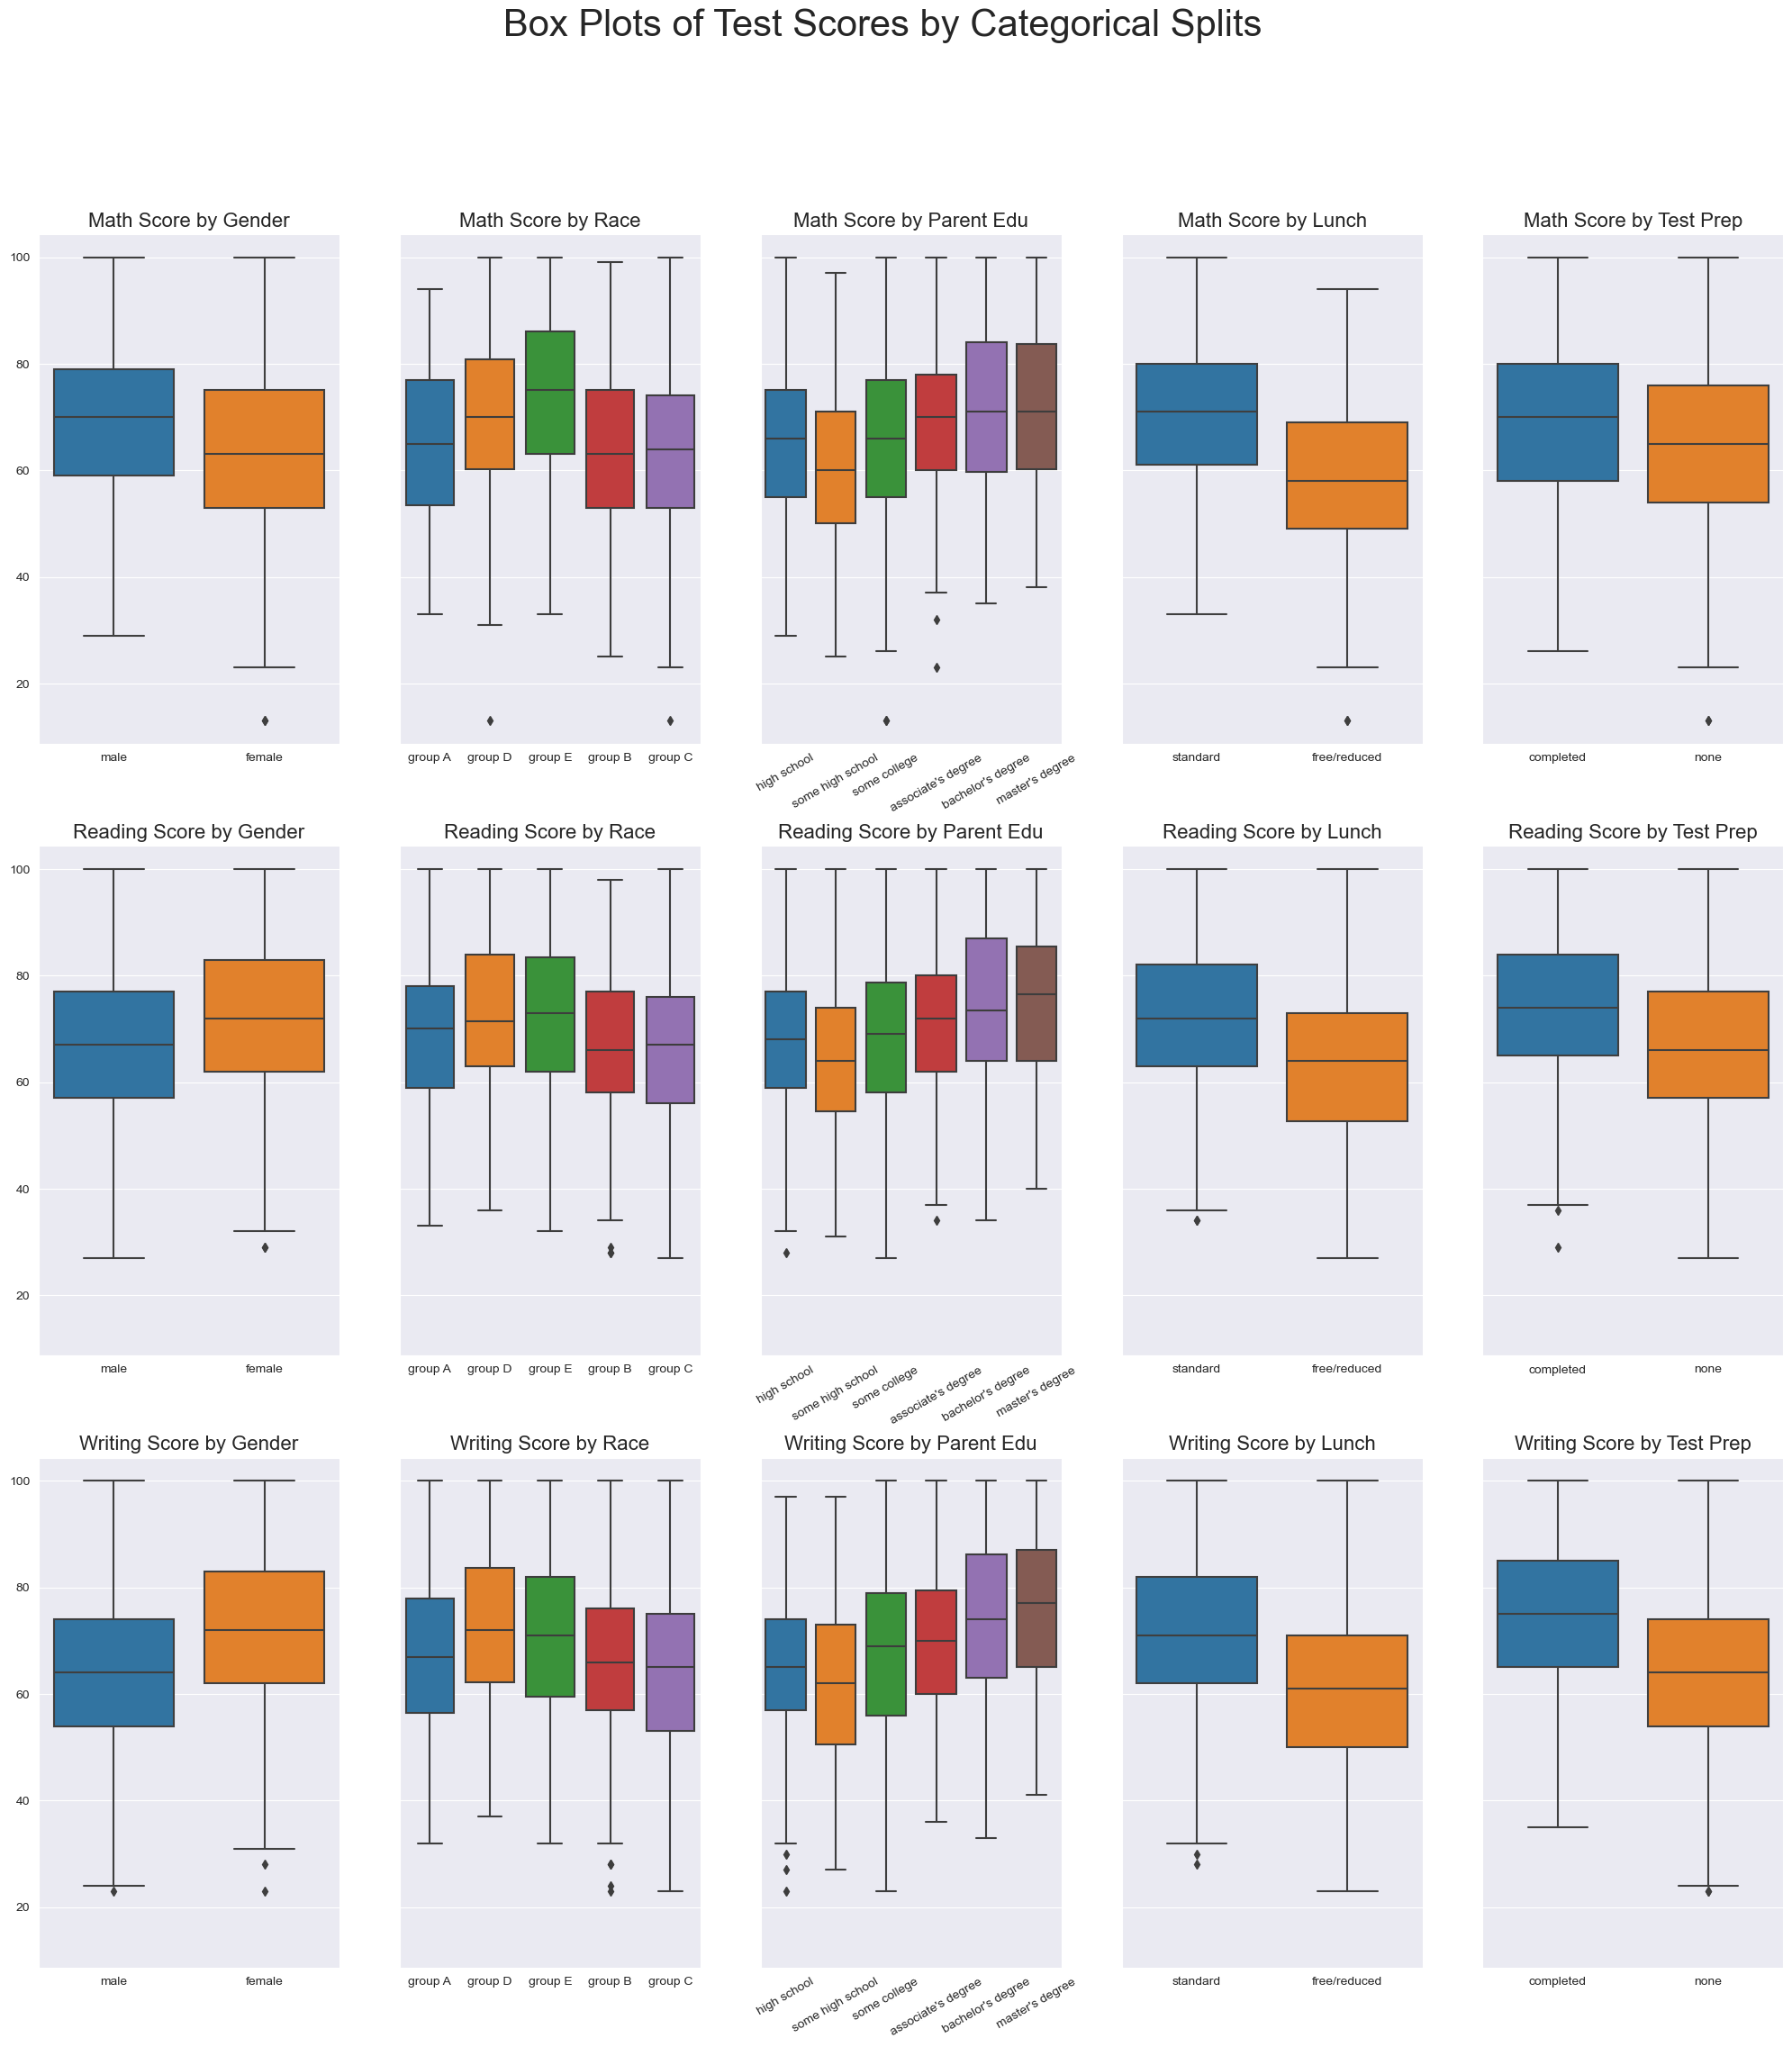 Box Plots of Test Scores by Categorical Splits
Math Score by Gender
100
80
60
40
20
male female
Math Score by Race
group A group D group E group B group C
Math Score by Parent Edu
high school some high school some college associate's degree bachelor's degree master's degree
Math Score by Lunch
standard free/reduced
Math Score by Test Prep
completed none
Reading Score by Gender
100
80
60
40
20
male female
Reading Score by Race
group A group D group E group B group C
Reading Score by Parent Edu
high school some high school some college associate's degree bachelor's degree master's degree
Reading Score by Lunch
standard free/reduced
Reading Score by Test Prep
completed none
Writing Score by Gender
100
80
60
40
20
male female
Writing Score by Race
group A group D group E group B group C
Writing Score by Parent Edu
high school some high school some college associate's degree bachelor's degree master's degree
Writing Score by Lunch
standard free/reduced
Writing Score by Test Prep
completed none